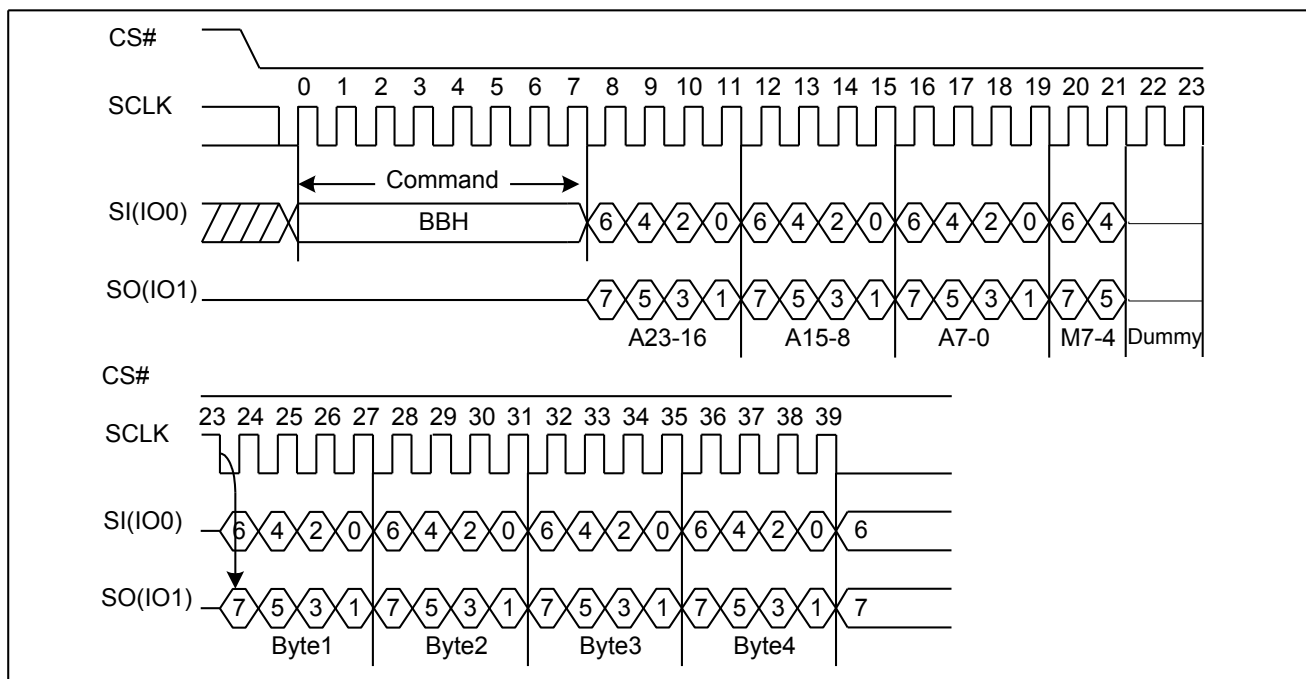 CS#
0 1 2 3 4 5 6 7 8 9 10 11 12 13 14 15 16 17 18 19 20 21 22 23
SCLK
Command
SI(IO0) BBH 6 4 2 0 6 4 2 0 6 4 2 0 6 4
SO(IO1) 7 5 3 1 7 5 3 1 7 5 3 1 7 5
A23-16 A15-8 A7-0 M7-4 Dummy
CS#
23 24 25 26 27 28 29 30 31 32 33 34 35 36 37 38 39
SCLK
SI(IO0) 6 4 2 0 6 4 2 0 6 4 2 0 6 4 2 0 6
SO(IO1) 7 5 3 1 7 5 3 1 7 5 3 1 7 5 3 1 7
Byte1 Byte2 Byte3 Byte4